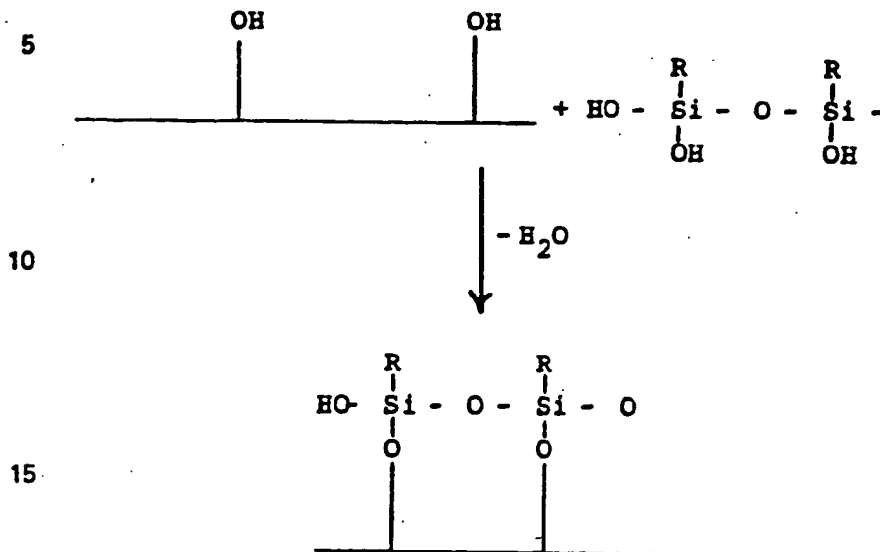 OH OH
5
R R
+ HO - Si - O - Si -
OH OH
- H2O
10
R R
HO- Si - O - Si - O
O O
15